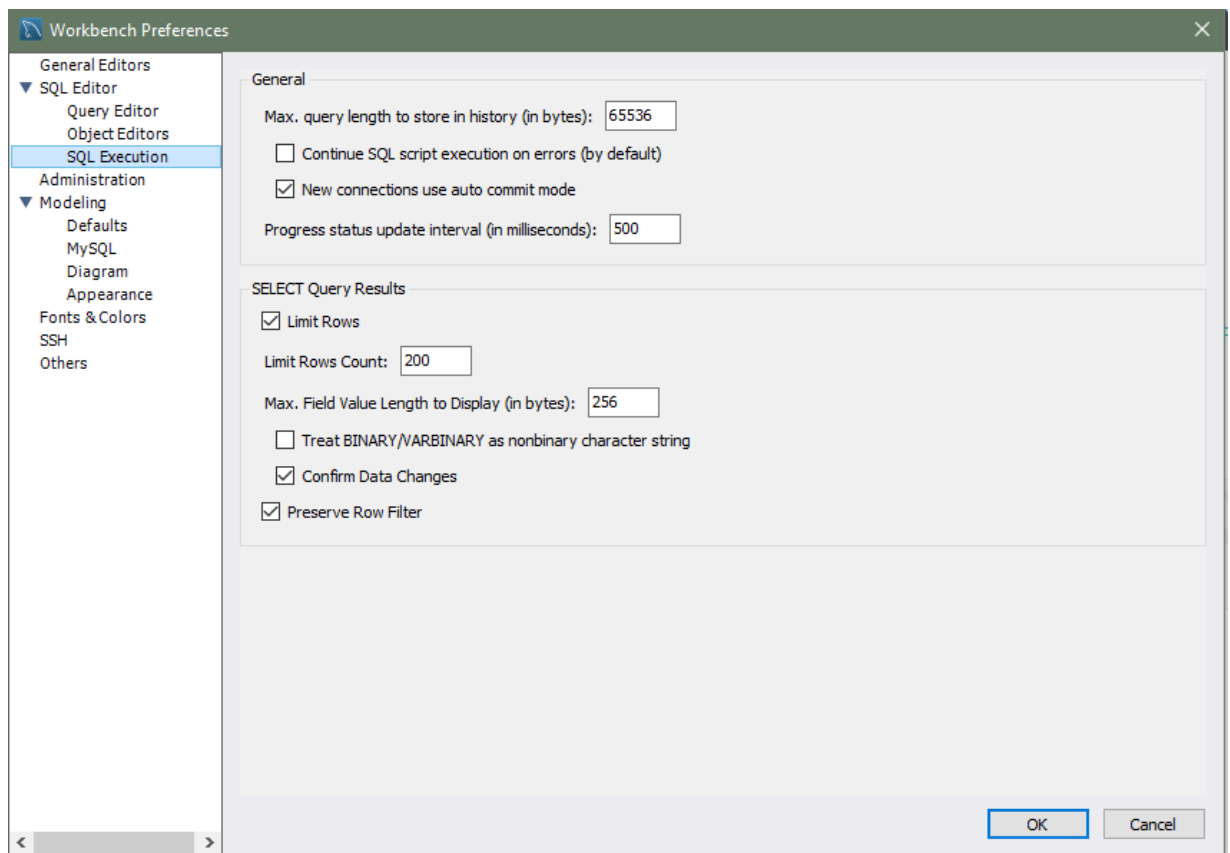 Workbench Preferences
General Editors
SQL Editor
Query Editor
Object Editors
SQL Execution
Administration
Modeling
Defaults
MySQL
Diagram
Appearance
Fonts & Colors
SSH
Others
General
Max. query length to store in history (in bytes): 65536
Continue SQL script execution on errors (by default)
New connections use auto commit mode
Progress status update interval (in milliseconds): 500
SELECT Query Results
Limit Rows
Limit Rows Count: 200
Max. Field Value Length to Display (in bytes): 256
Treat BINARY/VARBINARY as nonbinary character string
Confirm Data Changes
Preserve Row Filter
OK Cancel